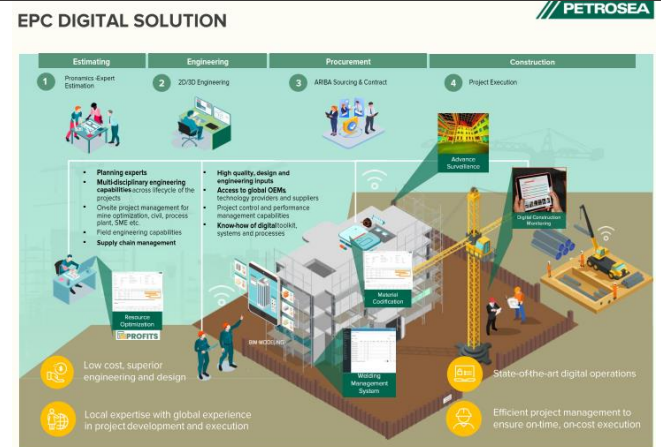 EPC DIGITAL SOLUTION
PETROSEA
Estimating
Engineering
Procurement
Construction
1
Pronamics -Expert
Estimation
2
2D/3D Engineering
3
ARIBA Sourcing & Contract
4
Project Execution
Advance
Surveillance
Digital Construction
Monitoring
• Planning experts
• Multi-disciplinary engineering
capabilities across lifecycle of the
projects
• Onsite project management for
mine optimization, civil, process
plant, SME etc.
• Field engineering capabilities
• Supply chain management
• High quality, design and
engineering inputs
• Access to global OEMs,
technology providers and suppliers
• Project control and performance
management capabilities
• Know-how of digital toolkit,
systems and processes
Resource
Optimization
PROFITS
BIM MODELING
Material
Codification
Welding
Management
System
Low cost, superior
engineering and design
Local expertise with global experience
in project development and execution
State-of-the-art digital operations
Efficient project management to
ensure on-time, on-cost execution